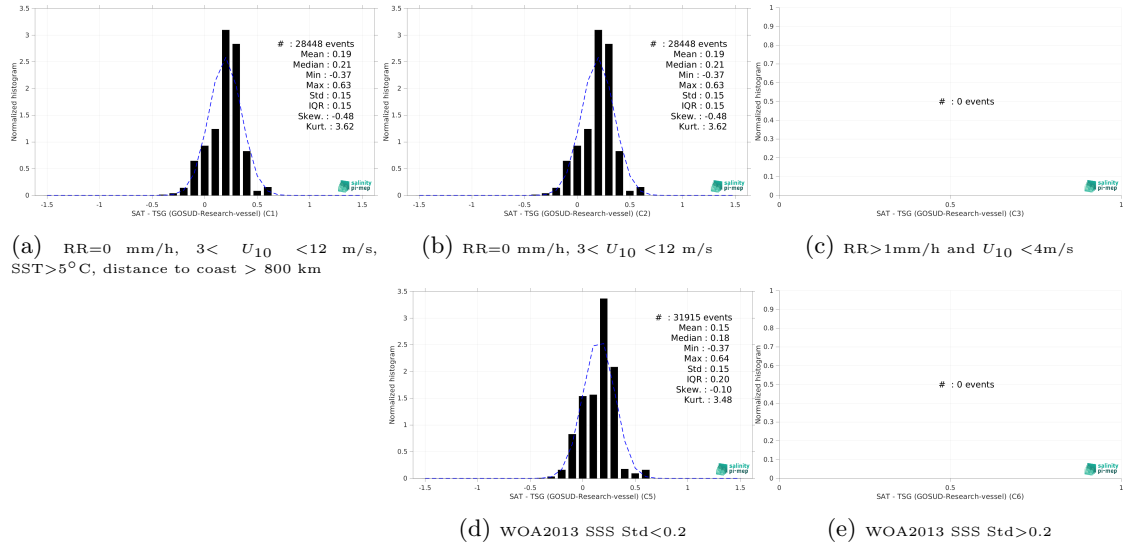 3.5
3
2.5
2
1.5
1
0.5
0
Normalized histogram
# : 28448 events
Mean : 0.19
Median : 0.21
Min : -0.37
Max : 0.63
Std : 0.15
IQR : 0.15
Skew. : -0.48
Kurt. : 3.62
salinity
pi-mep
-1.5 -1 -0.5 0 0.5 1 1.5
SAT - TSG (GOSUD-Research-vessel) (C1)
(a) RR=0 mm/h, 3< U10 <12 m/s,
SST>5°C, distance to coast > 800 km
3.5
3
2.5
2
1.5
1
0.5
0
Normalized histogram
# : 28448 events
Mean : 0.19
Median : 0.21
Min : -0.37
Max : 0.63
Std : 0.15
IQR : 0.15
Skew. : -0.48
Kurt. : 3.62
salinity
pi-mep
-1.5 -1 -0.5 0 0.5 1 1.5
SAT - TSG (GOSUD-Research-vessel) (C2)
(b) RR=0 mm/h, 3< U10 <12 m/s
1
0.9
0.8
0.7
0.6
0.5
0.4
0.3
0.2
0.1
0
Normalized histogram
# : 0 events
salinity
pi-mep
0 0.5 1
SAT - TSG (GOSUD-Research-vessel) (C3)
(c) RR>1mm/h and U10 <4m/s
3.5
3
2.5
2
1.5
1
0.5
0
Normalized histogram
# : 31915 events
Mean : 0.15
Median : 0.18
Min : -0.37
Max : 0.64
Std : 0.15
IQR : 0.20
Skew. : -0.10
Kurt. : 3.48
salinity
pi-mep
-1.5 -1 -0.5 0 0.5 1 1.5
SAT - TSG (GOSUD-Research-vessel) (C5)
(d) WOA2013 SSS Std<0.2
1
0.9
0.8
0.7
0.6
0.5
0.4
0.3
0.2
0.1
0
Normalized histogram
# : 0 events
salinity
pi-mep
0 0.5 1
SAT - TSG (GOSUD-Research-vessel) (C6)
(e) WOA2013 SSS Std>0.2